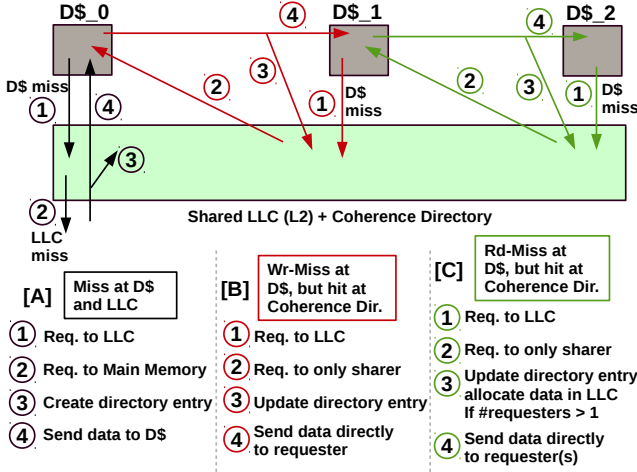 D$_0
D$_1
D$_2
4
4
4
3
3
2
2
1
1
D$ miss
D$
miss
D$
miss
1
4
3
2
LLC
miss
Shared LLC (L2) + Coherence Directory
[A]
Miss at D$
and LLC
1 Req. to LLC
2 Req. to Main Memory
3 Create directory entry
4 Send data to D$
[B]
Wr-Miss at
D$, but hit at
Coherence Dir.
1 Req. to LLC
2 Req. to only sharer
3 Update directory entry
4 Send data directly
to requester
[C]
Rd-Miss at
D$, but hit at
Coherence Dir.
1 Req. to LLC
2 Req. to only sharer
3 Update directory entry
allocate data in LLC
If #requesters > 1
4 Send data directly
to requester(s)